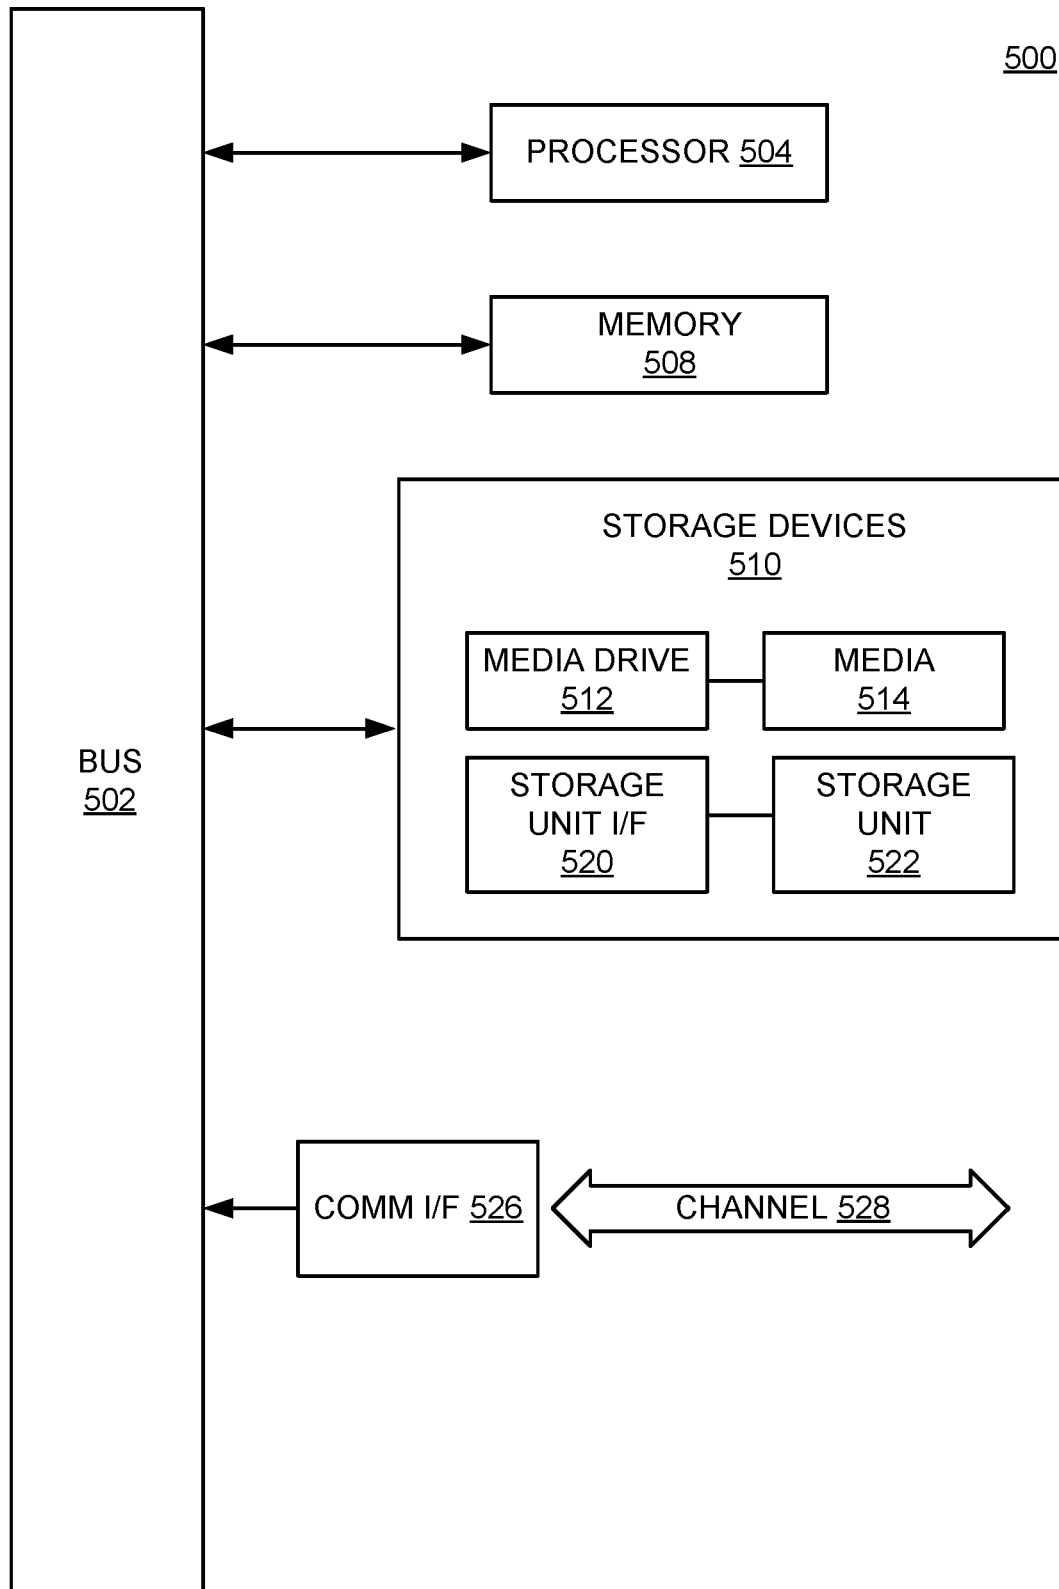 500
PROCESSOR 504
MEMORY
508
STORAGE DEVICES
510
MEDIA DRIVE
512
MEDIA
514
STORAGE
UNIT I/F
520
STORAGE
UNIT
522
BUS
502
COMM I/F 526
CHANNEL 528